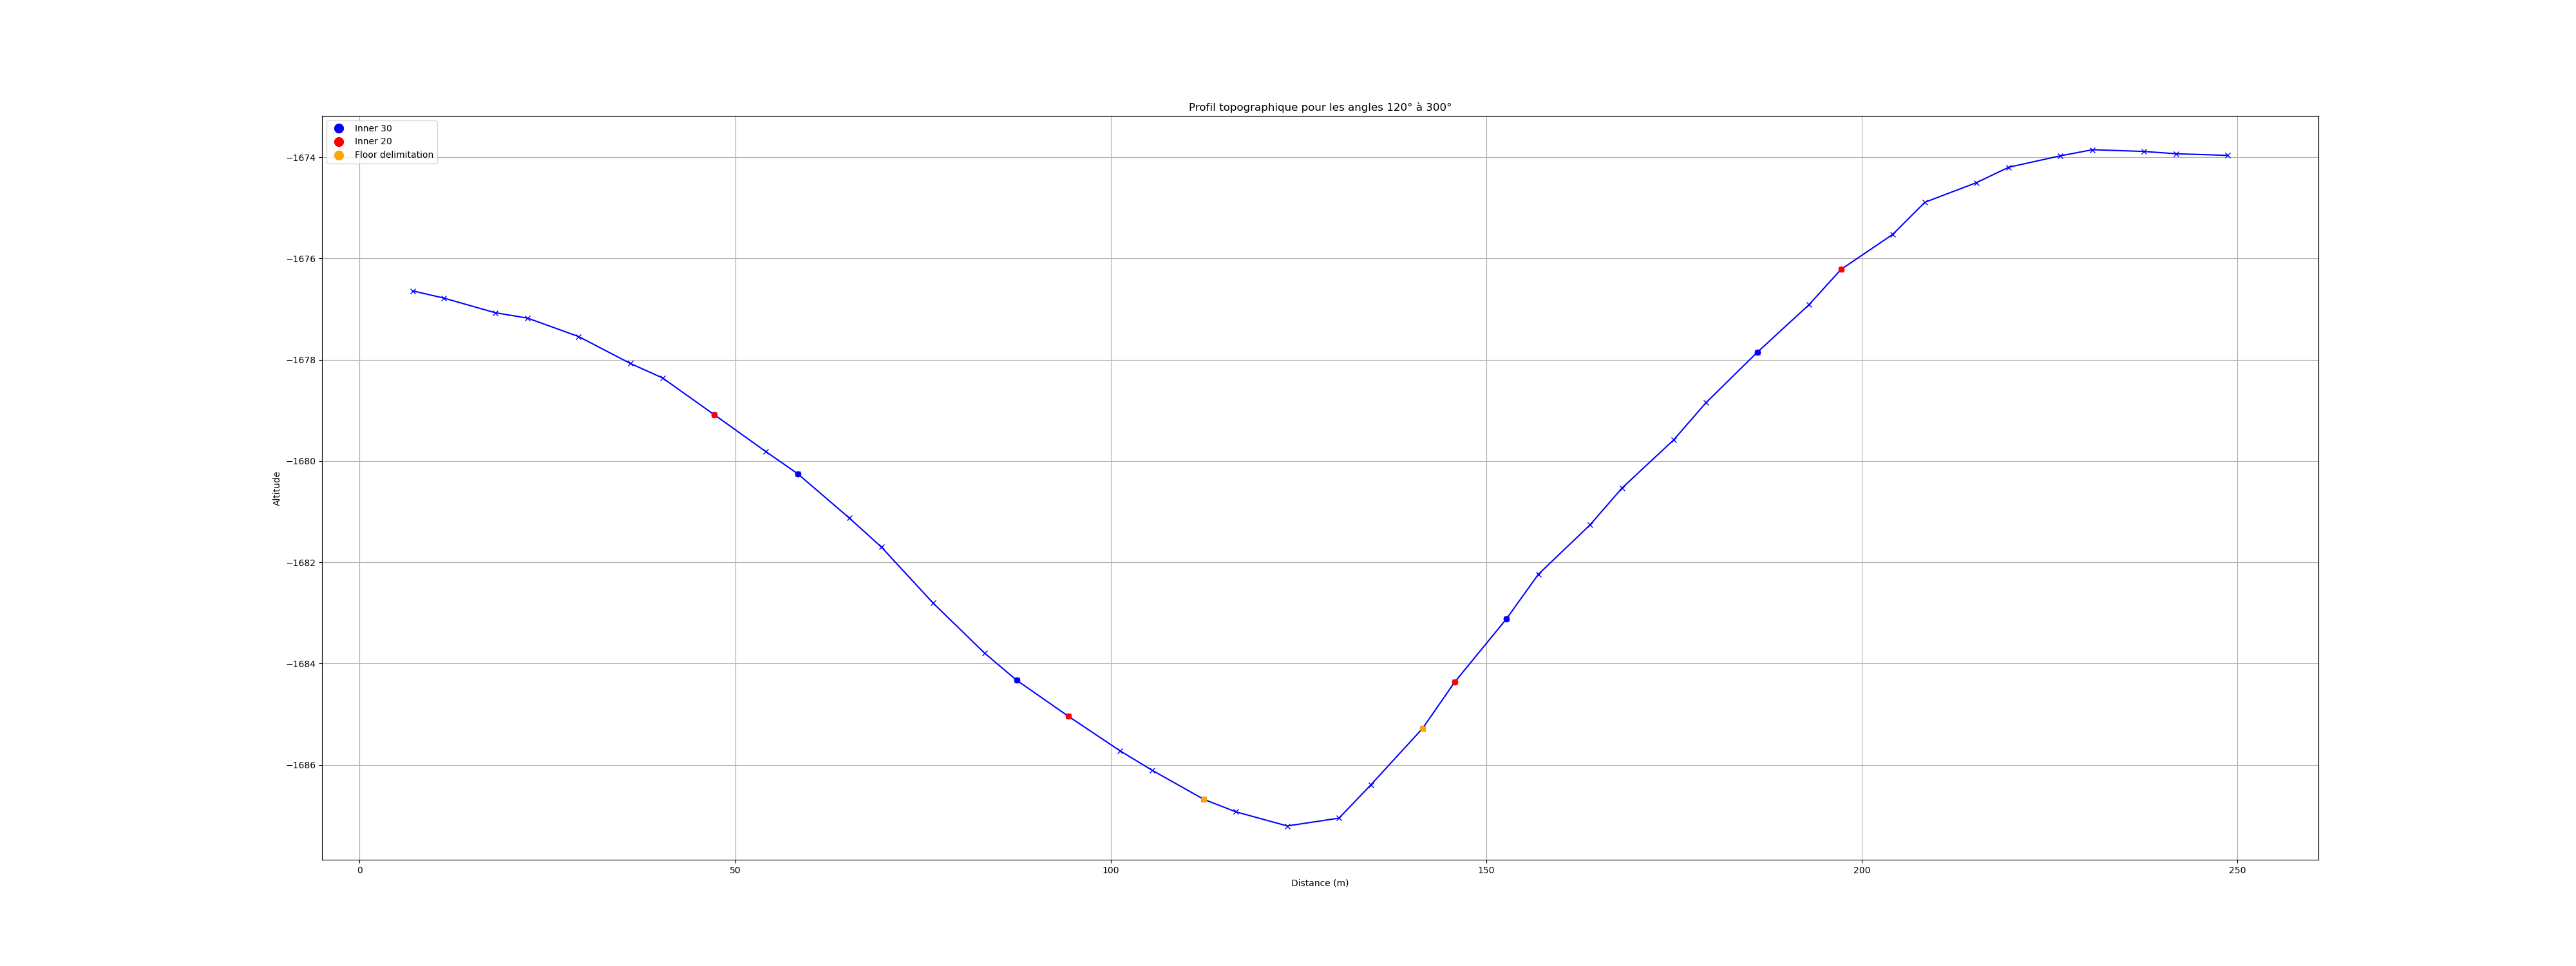 Profil topographique pour les angles 120° à 300°
Inner 30
Inner 20
Floor delimitation
−1674
−1676
−1678
−1680
−1682
−1684
−1686
Altitude
0 50 100 150 200 250
Distance (m)